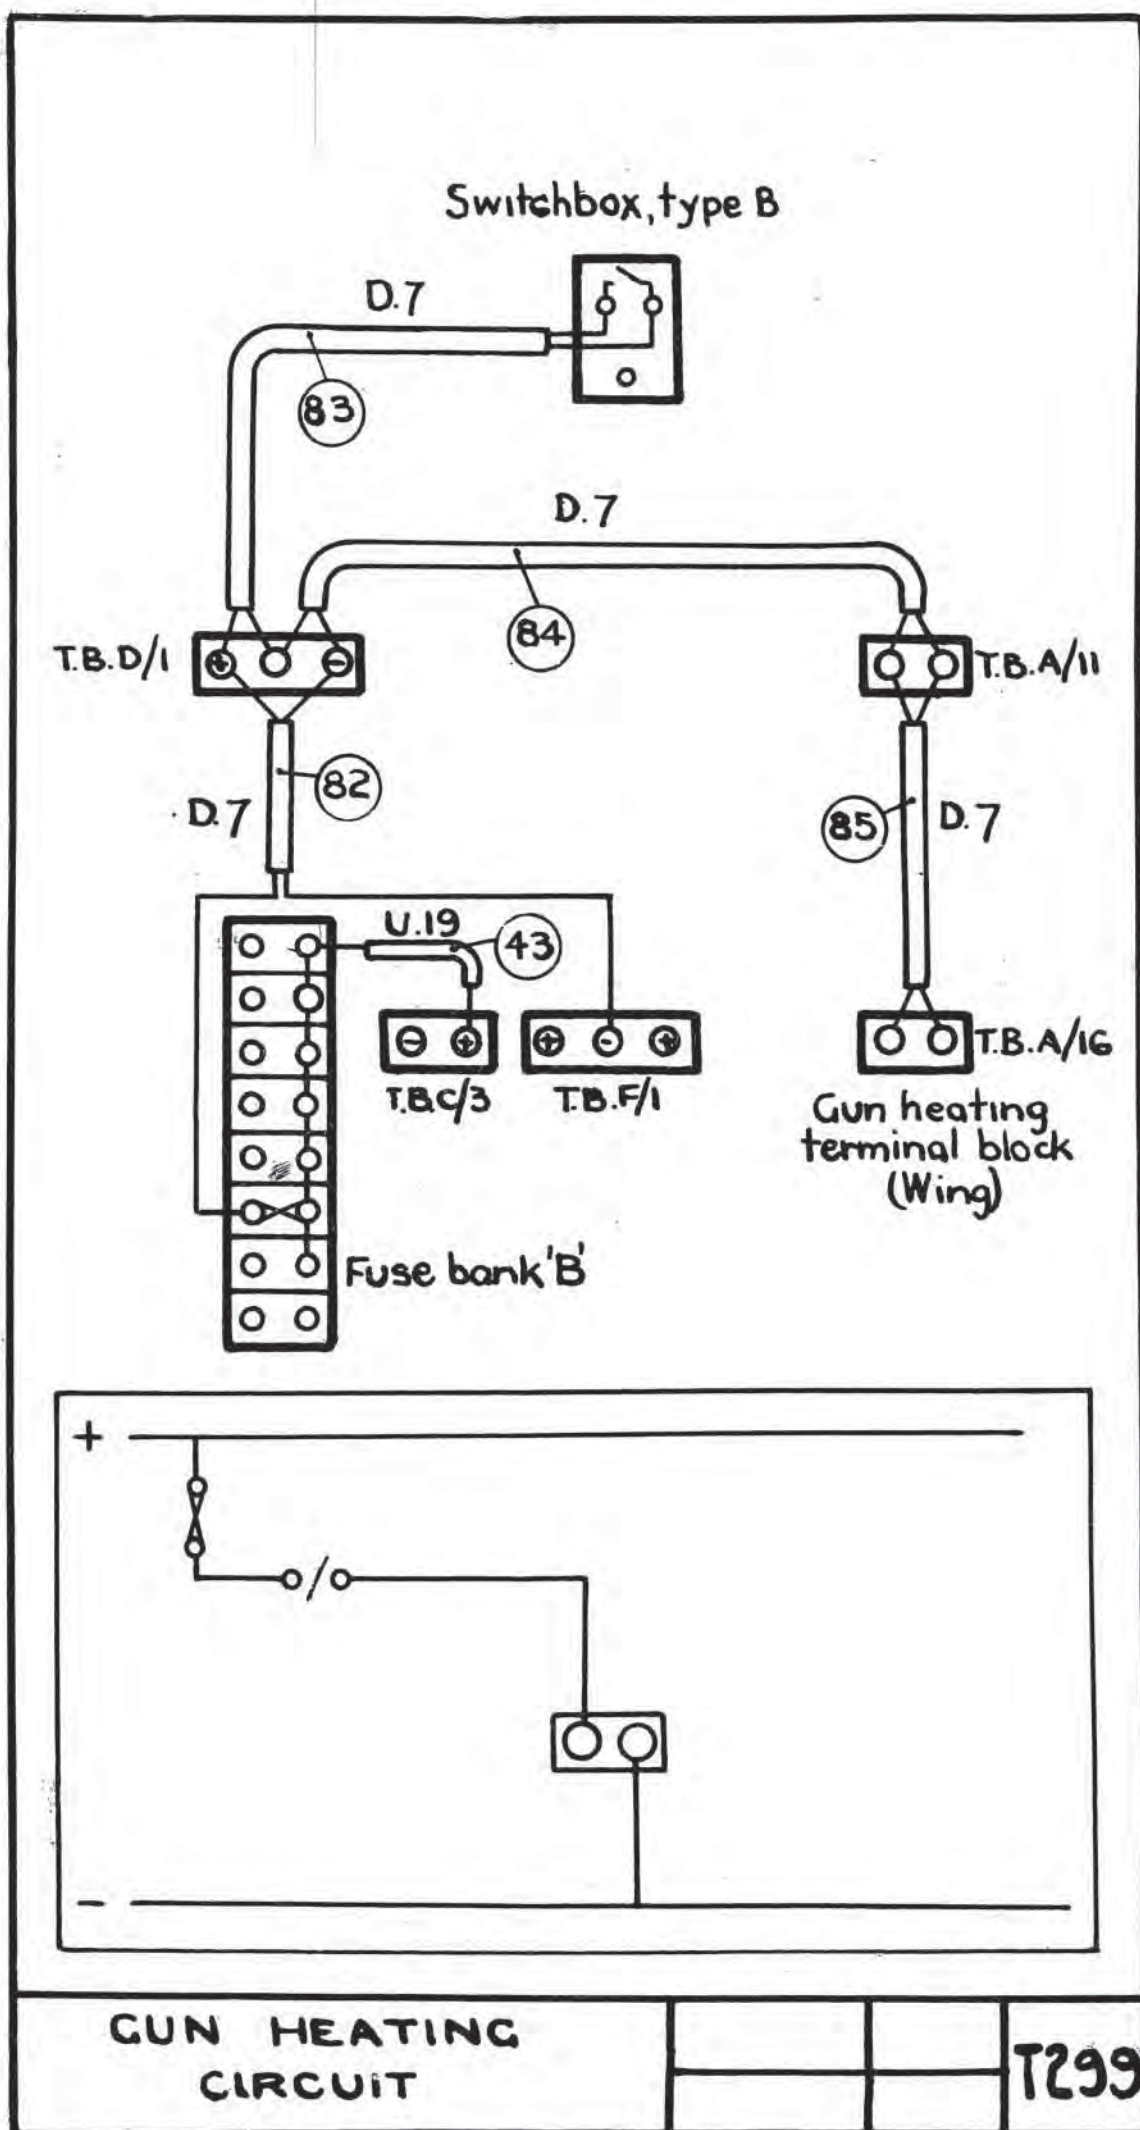 Switchbox, type B
D.7
83
D.7
84
T.B.D/1
+
-
T.B.A/11
82
D.7
85
D.7
U.19
43
-
+
+
-
+
T.B.A/16
T.B.C/3
T.B.F/1
Gun heating
terminal block
(Wing)
Fuse bank 'B'
+
-
GUN HEATING
CIRCUIT
T299